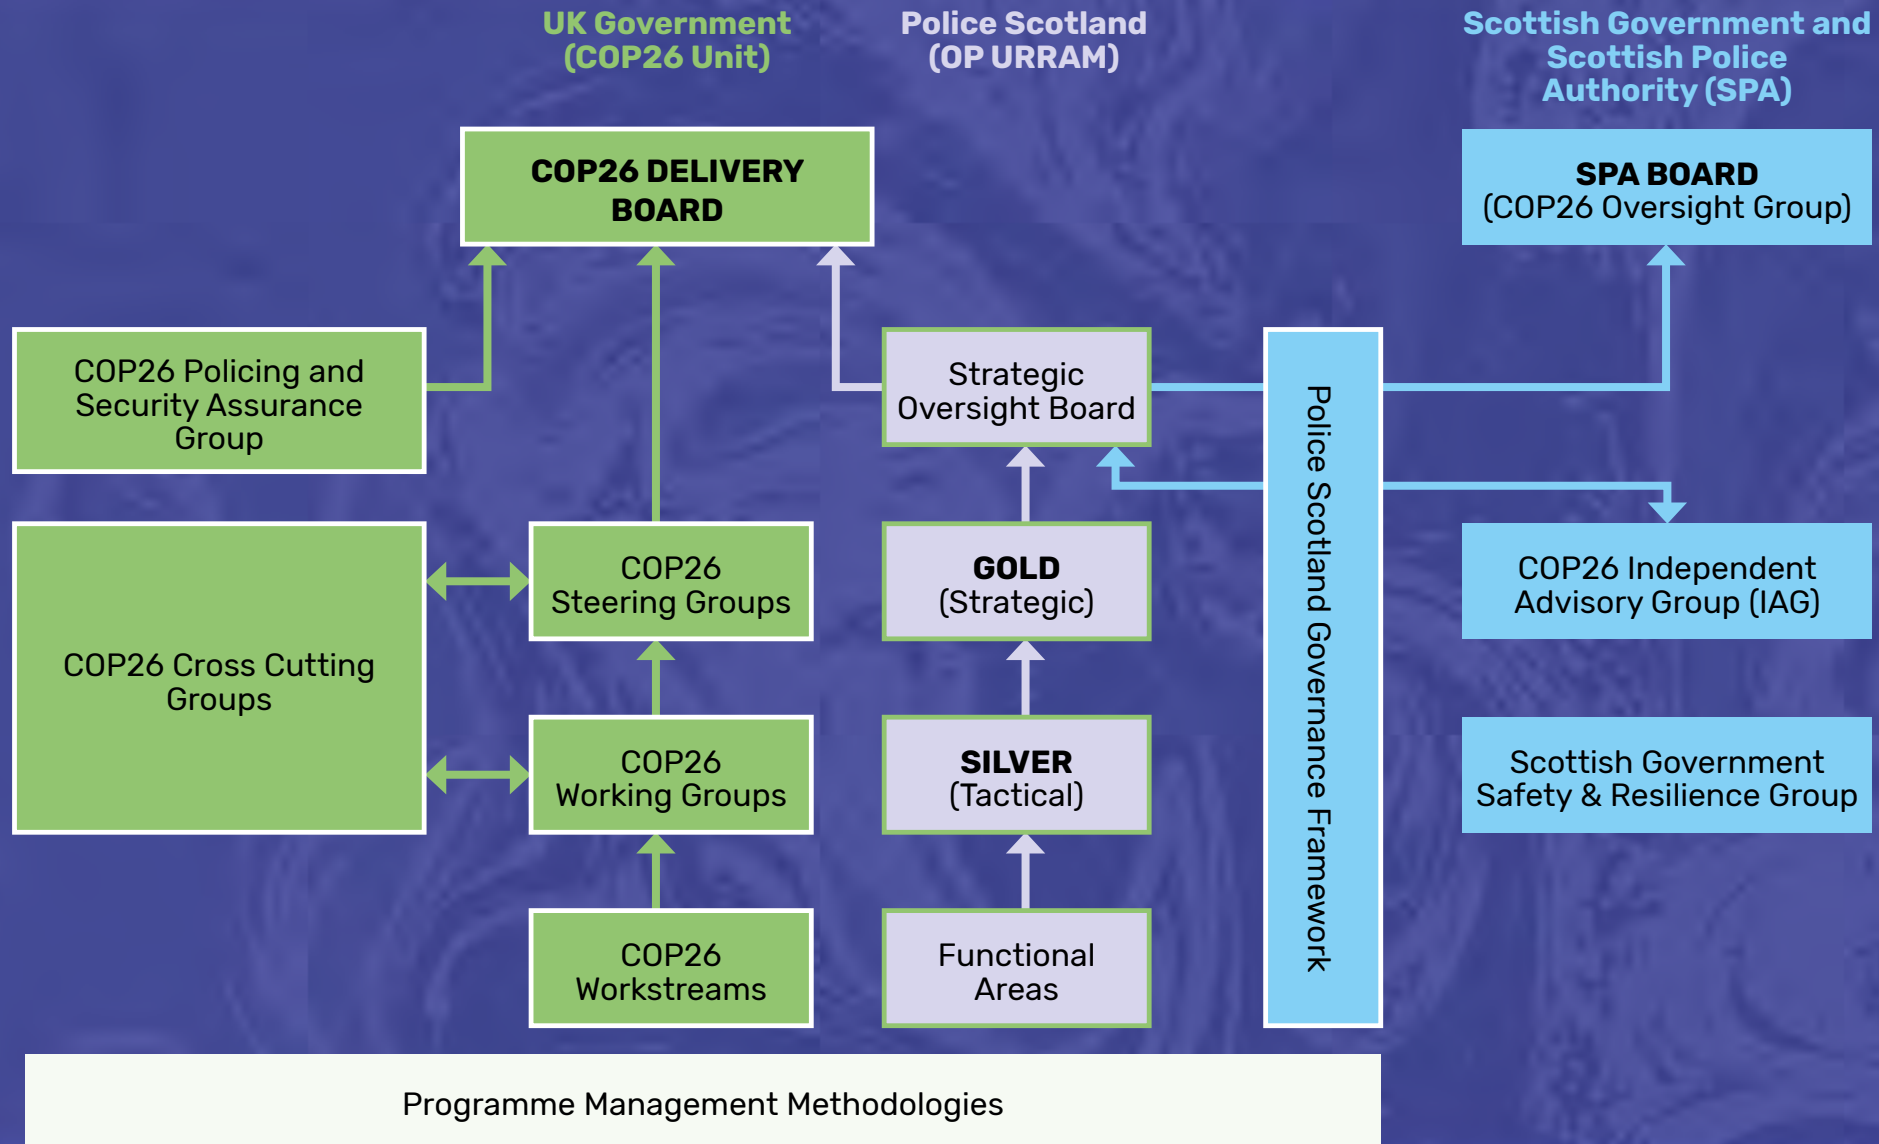 UK Government
(COP26 Unit)
Police Scotland
(OP URRAM)
Scottish Government and
Scottish Police
Authority (SPA)
COP26 DELIVERY
BOARD
SPA BOARD
(COP26 Oversight Group)
COP26 Policing and
Security Assurance
Group
Strategic
Oversight Board
Police Scotland Governance Framework
COP26 Cross Cutting
Groups
COP26
Steering Groups
GOLD
(Strategic)
COP26 Independent
Advisory Group (IAG)
COP26
Working Groups
SILVER
(Tactical)
Scottish Government
Safety & Resilience Group
COP26
Workstreams
Functional
Areas
Programme Management Methodologies